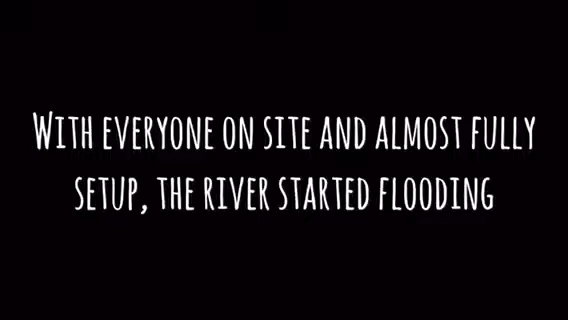 With everyone on site and almost fully
setup, the river started flooding